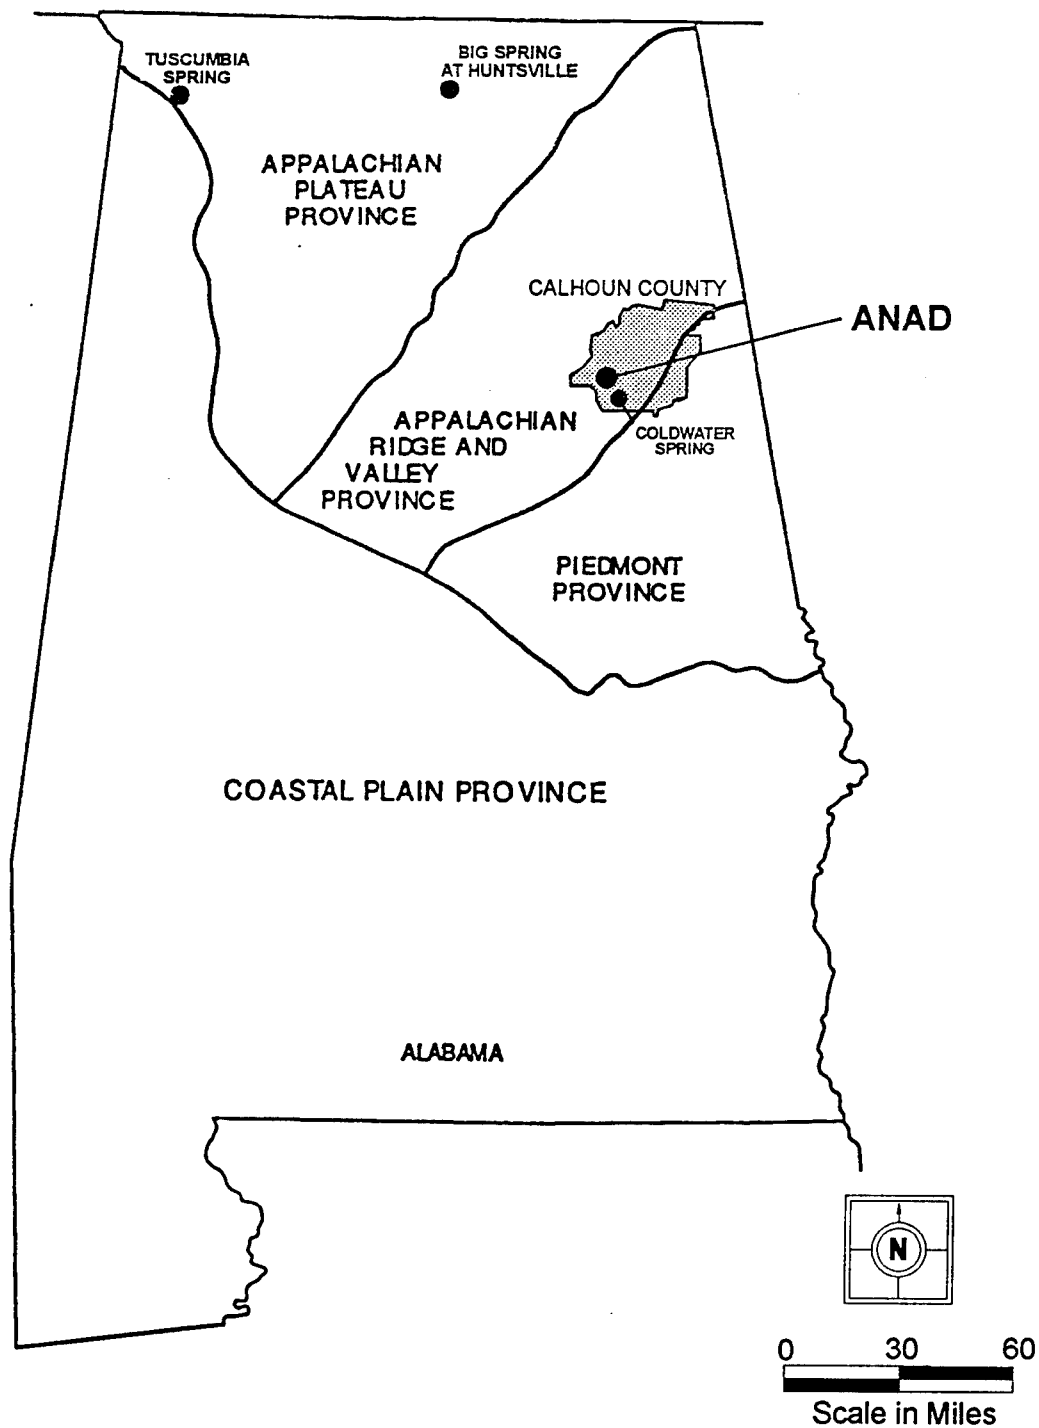 TUSCUMBIA
SPRING
BIG SPRING
AT HUNTSVILLE
APPALACHIAN
PLATEAU
PROVINCE
CALHOUN COUNTY
ANAD
APPALACHIAN
RIDGE AND
VALLEY
PROVINCE
COLDWATER
SPRING
PIEDMONT
PROVINCE
COASTAL PLAIN PROVINCE
ALABAMA
N
0 30 60
Scale in Miles